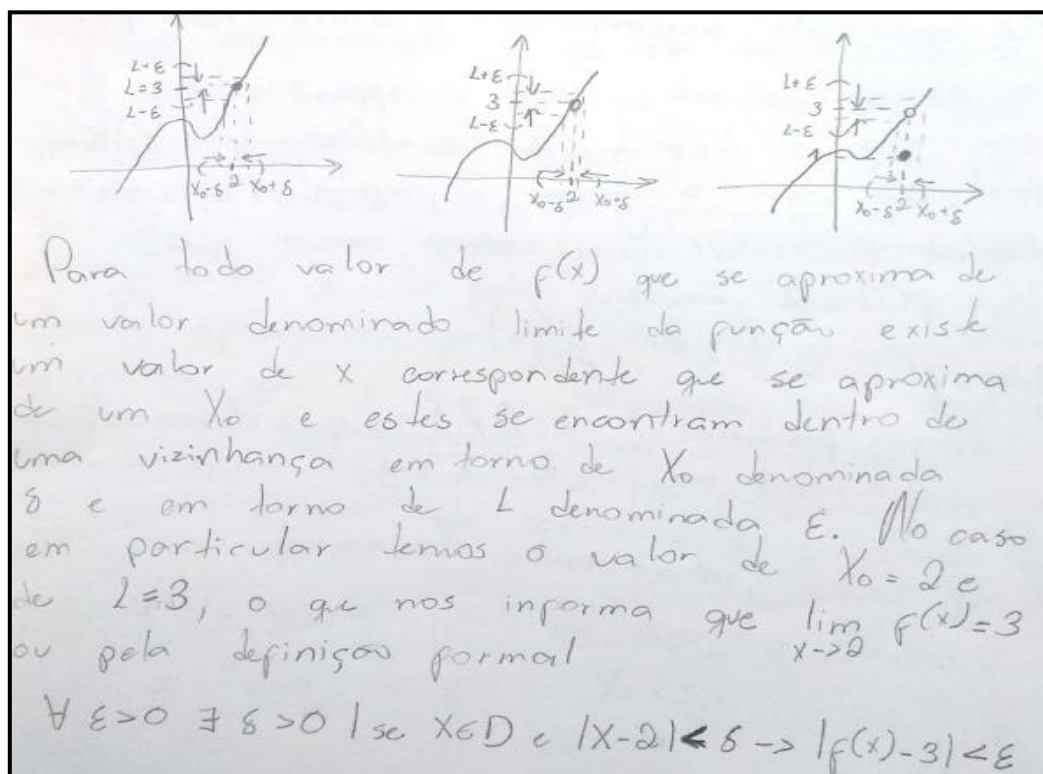 L+ε
L=3
L-ε
X₀-δ 2 X₀+δ
L+ε
3
L-ε
X₀-δ 2 X₀+δ
L+ε
3
L-ε
X₀-δ 2 X₀+δ
Para todo valor de f(x) que se aproxima de
um valor denominado limite da função existe
um valor de x correspondente que se aproxima
de um X₀ e estes se encontram dentro de
uma vizinhança em torno de X₀ denominada
δ e em torno de L denominada ε. No caso
em particular temos o valor de X₀ = 2 e
de L=3, o que nos informa que lim f(x)=3
x->2
ou pela definição formal
∀ ε>0 ∃ δ>0 | se X∈D e |X-2|< δ -> |f(x)-3|<ε